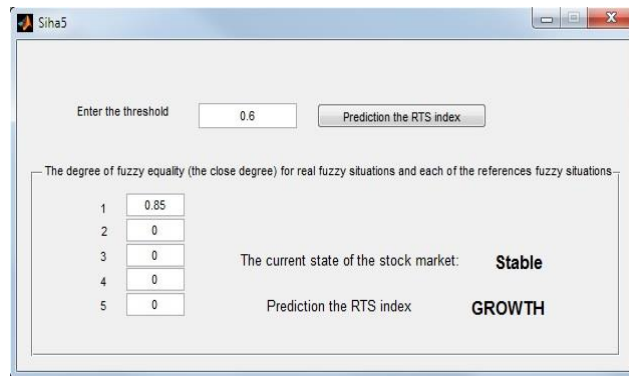 Siha5
Enter the threshold 0.6 Prediction the RTS index
The degree of fuzzy equality (the close degree) for real fuzzy situations and each of the references fuzzy situations
1 0.85
2 0
3 0
The current state of the stock market: Stable
4 0
5 0 Prediction the RTS index GROWTH